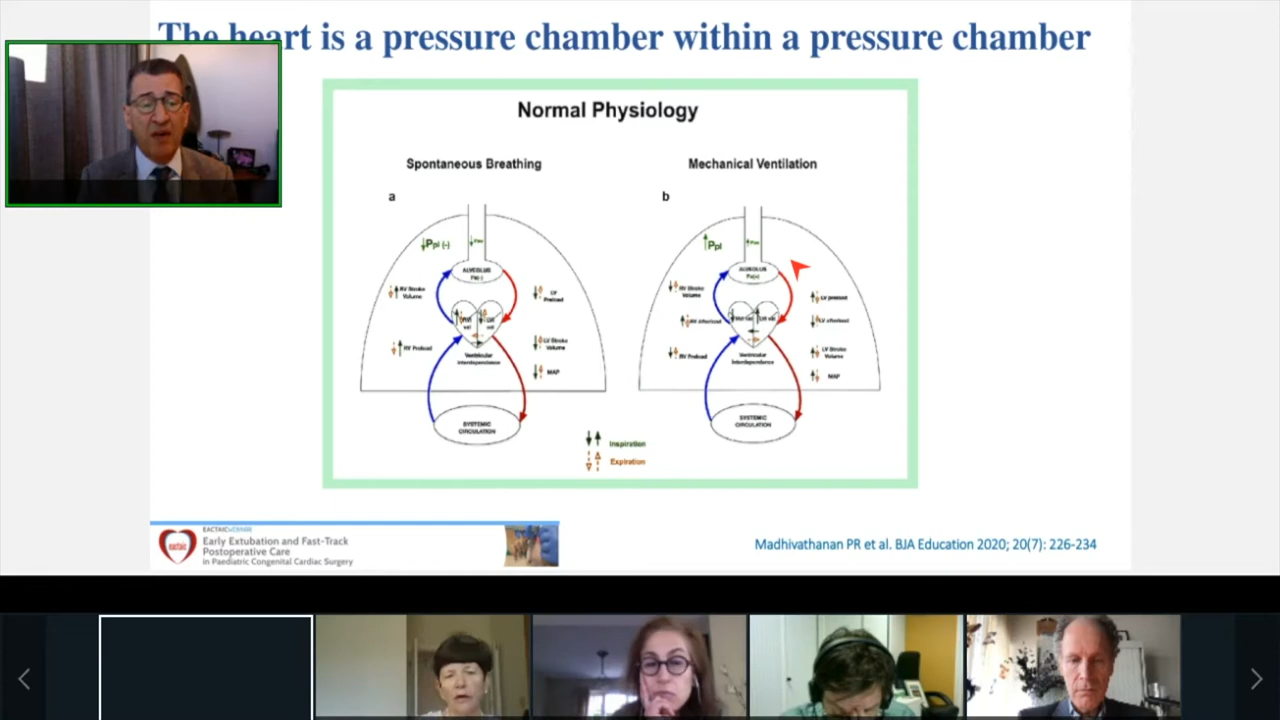 The heart is a pressure chamber within a pressure chamber
Normal Physiology
Spontaneous Breathing
Mechanical Ventilation
a
b
Ppl (-)
Ppl
ALVEOLUS
ALVEOLUS
RV Stroke
Volume
LV
Preload
RV Stroke
Volume
LV preload
RV Afterload
LV afterload
RV Preload
LV Stroke
Volume
RV Preload
LV Stroke
Volume
Ventricular
Interdependence
Ventricular
Interdependence
MAP
MAP
SYSTEMIC
CIRCULATION
SYSTEMIC
CIRCULATION
Inspiration
Expiration
eactaic
Early Extubation and Fast-Track
Postoperative Care
in Paediatric Congenital Cardiac Surgery
Madhivathanan PR et al. BJA Education 2020; 20(7): 226-234